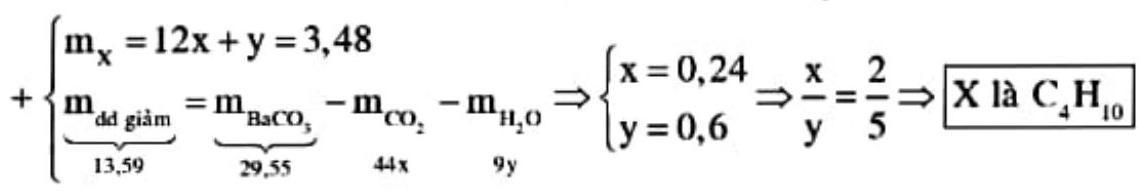 + { m_X = 12x + y = 3,48
m_dd giảm = m_BaCO₃ - m_CO₂ - m_H₂O ⇒ { x = 0,24 y = 0,6 ⇒ x/y = 2/5 ⇒ X là C₄H₁₀
13,59 29,55 44x 9y